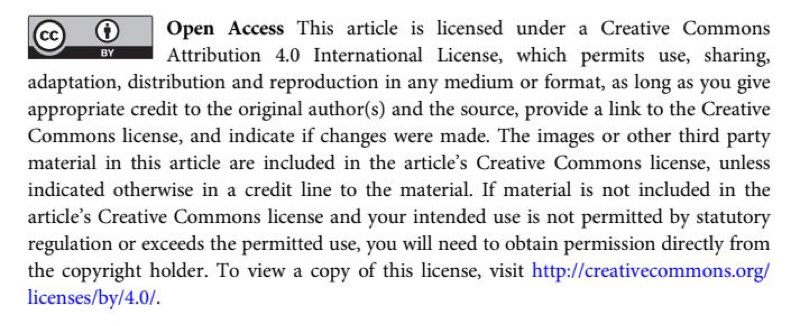 cc BY Open Access This article is licensed under a Creative Commons
Attribution 4.0 International License, which permits use, sharing,
adaptation, distribution and reproduction in any medium or format, as long as you give
appropriate credit to the original author(s) and the source, provide a link to the Creative
Commons license, and indicate if changes were made. The images or other third party
material in this article are included in the article’s Creative Commons license, unless
indicated otherwise in a credit line to the material. If material is not included in the
article’s Creative Commons license and your intended use is not permitted by statutory
regulation or exceeds the permitted use, you will need to obtain permission directly from
the copyright holder. To view a copy of this license, visit http://creativecommons.org/
licenses/by/4.0/.